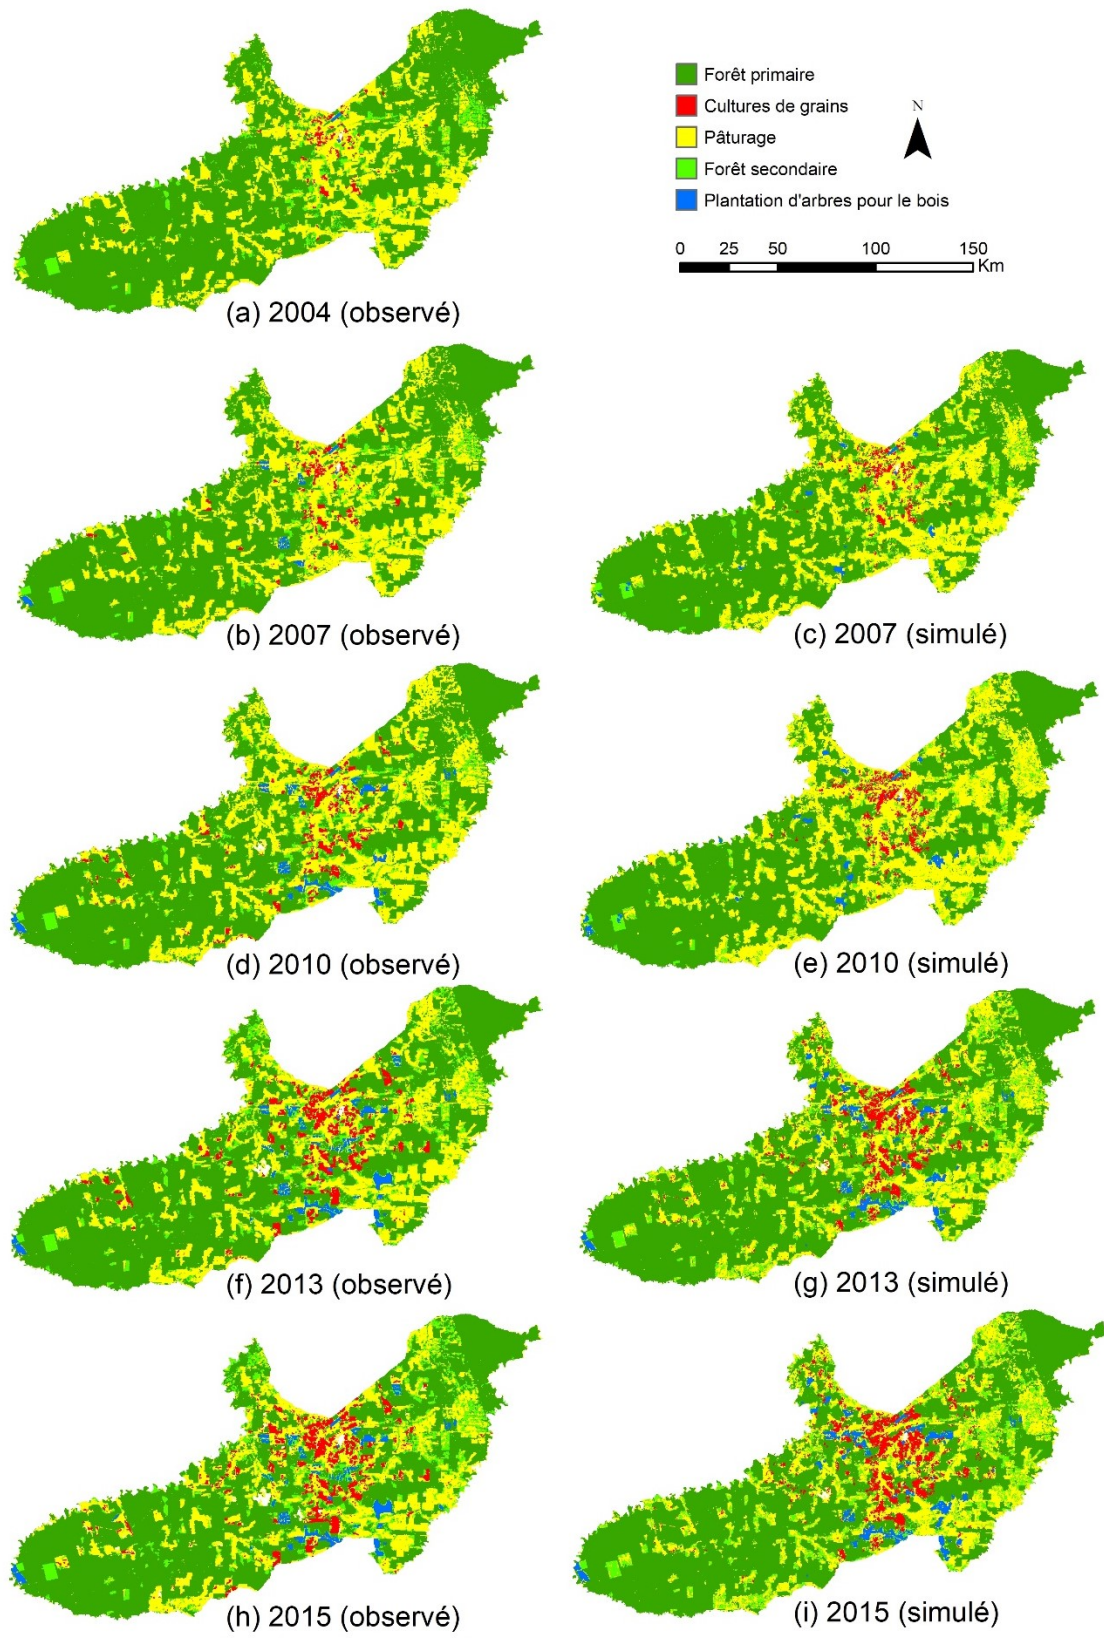 Forêt primaire
Cultures de grains
Pâturage
Forêt secondaire
Plantation d'arbres pour le bois
N
0 25 50 100 150
Km
(a) 2004 (observé)
(b) 2007 (observé)
(c) 2007 (simulé)
(d) 2010 (observé)
(e) 2010 (simulé)
(f) 2013 (observé)
(g) 2013 (simulé)
(h) 2015 (observé)
(i) 2015 (simulé)